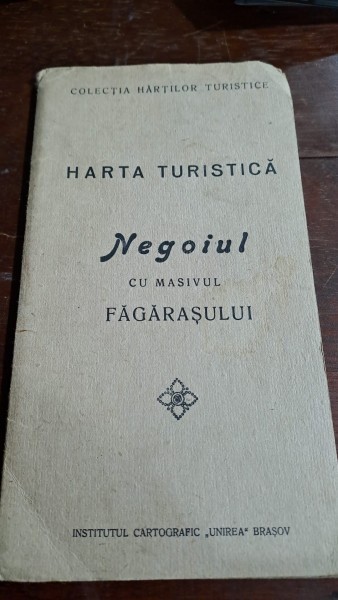 COLECȚIA HĂRȚILOR TURISTICE
HARTA TURISTICĂ
Negoiul
CU MASIVUL
FĂGĂRAȘULUI
INSTITUTUL CARTOGRAFIC „UNIREA“ BRAȘOV